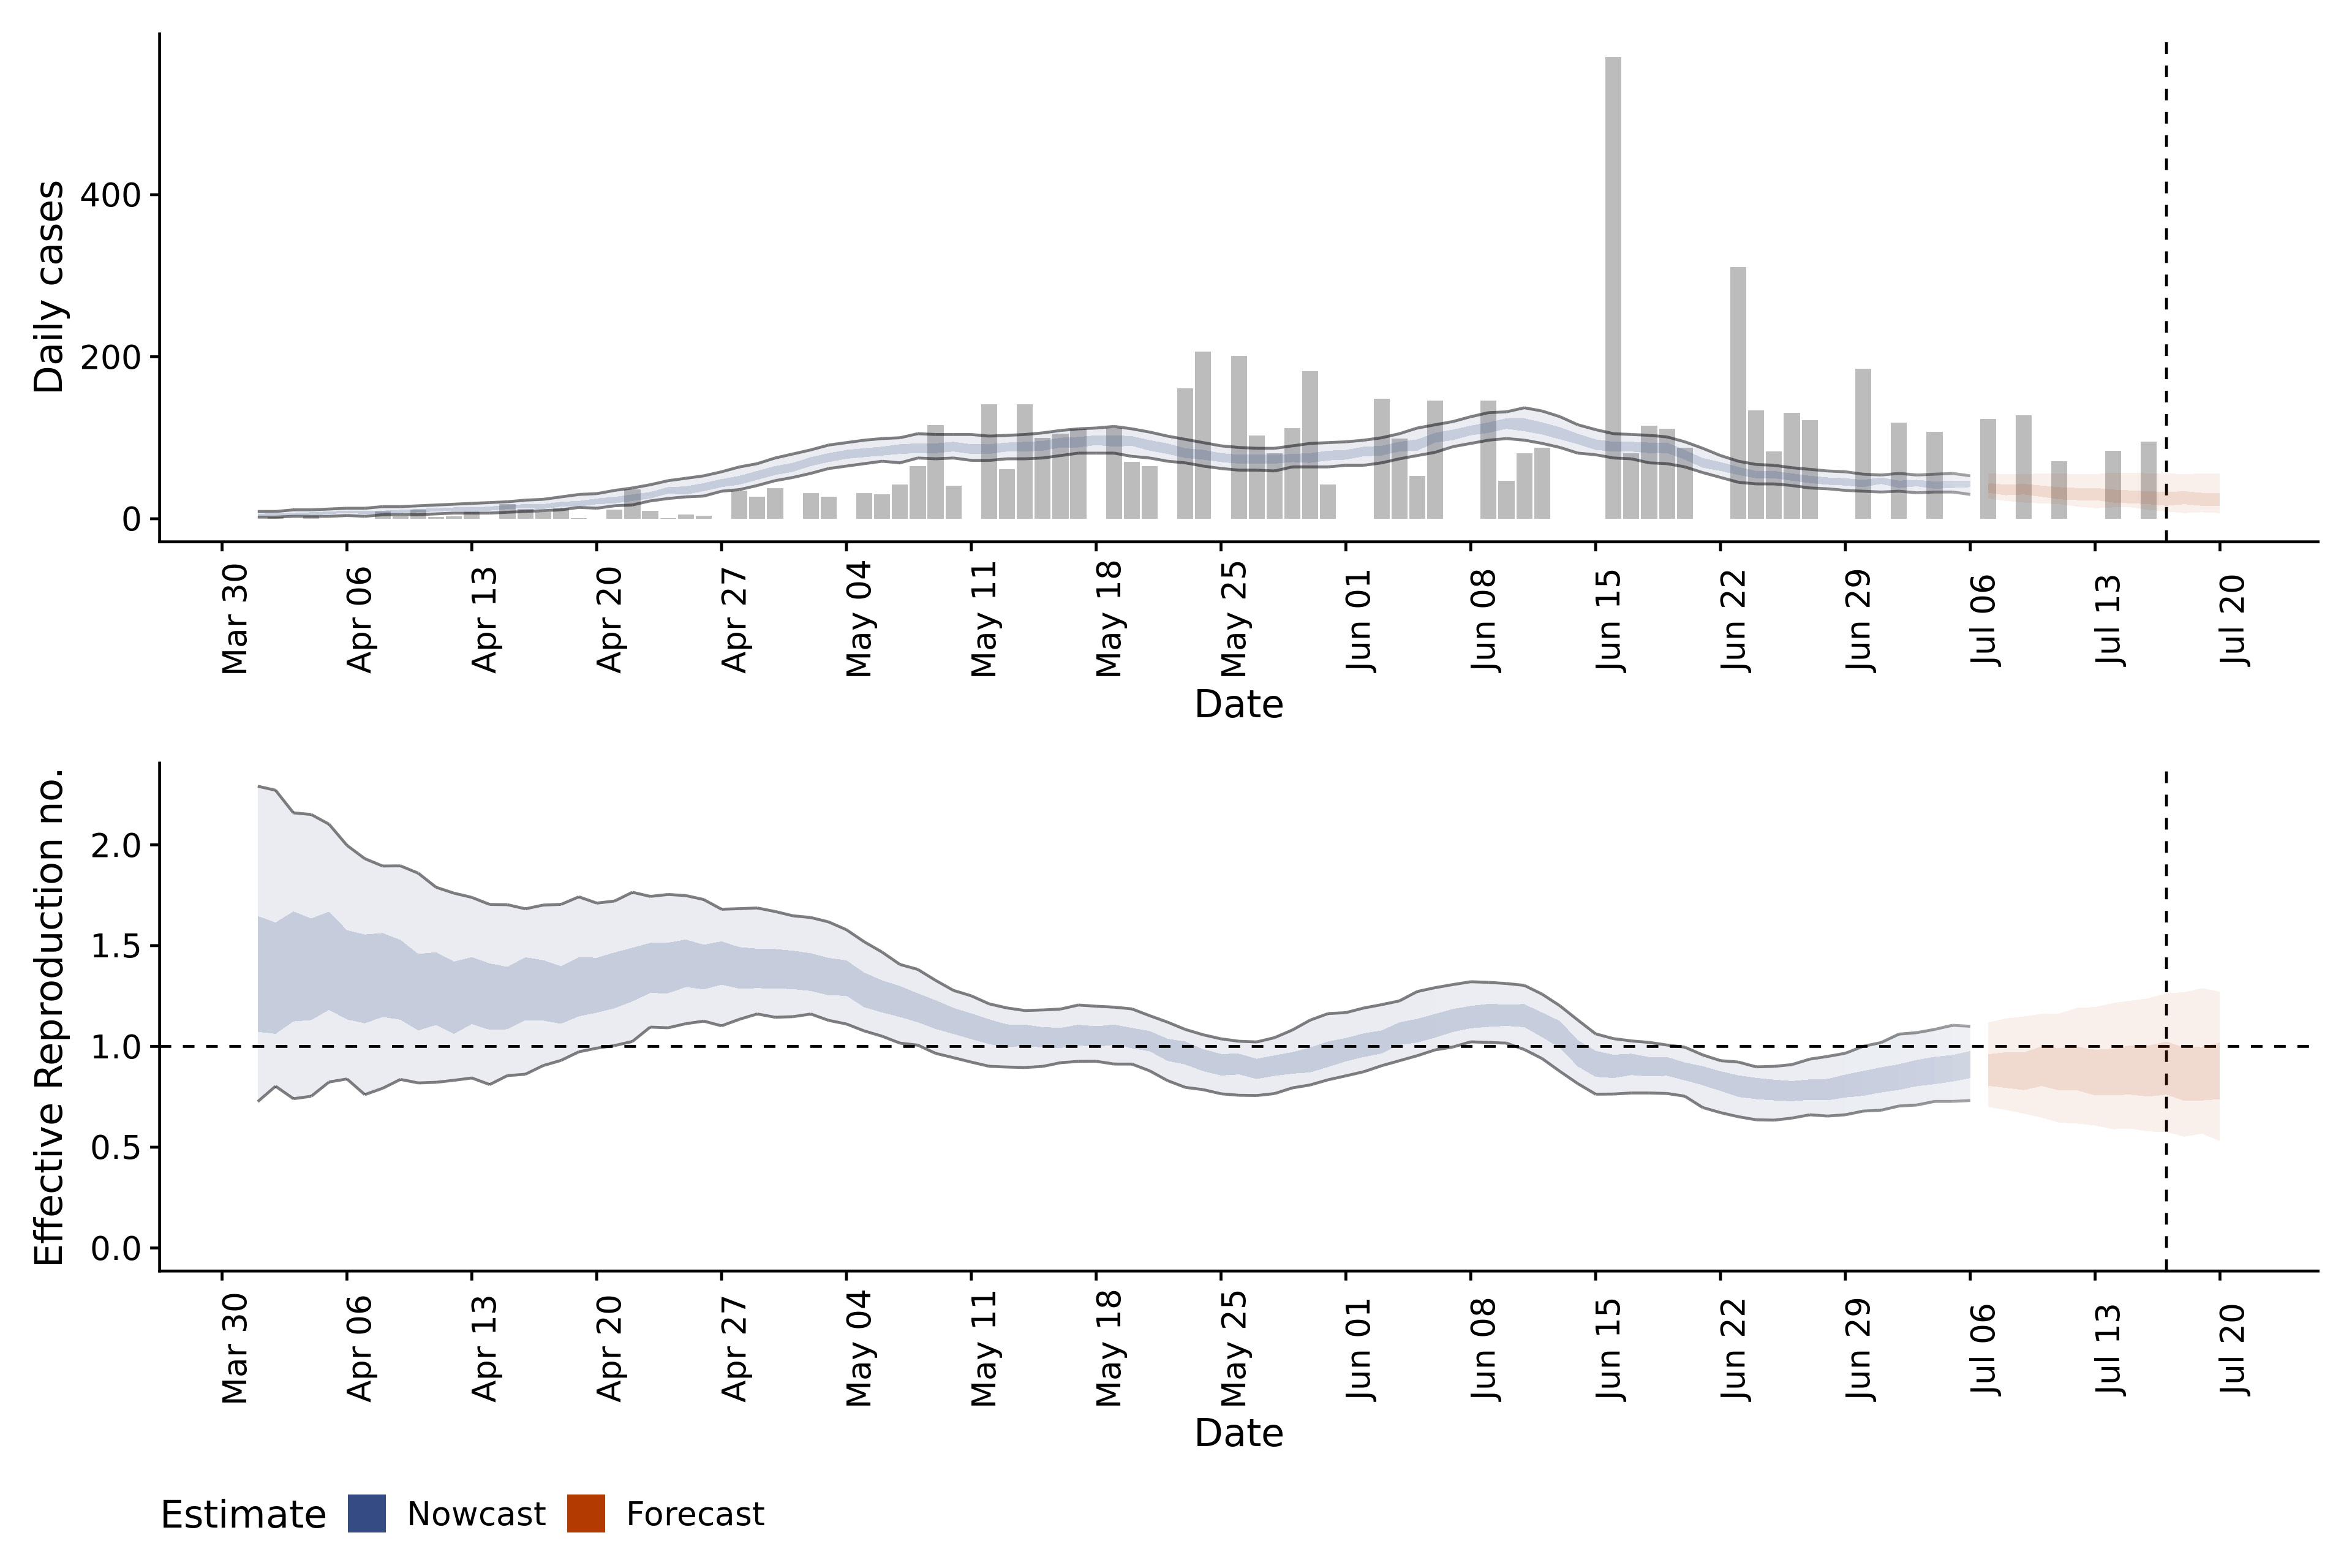 Daily cases
400
200
0
Mar 30
Apr 06
Apr 13
Apr 20
Apr 27
May 04
May 11
May 18
May 25
Jun 01
Jun 08
Jun 15
Jun 22
Jun 29
Jul 06
Jul 13
Jul 20
Date
Effective Reproduction no.
2.0
1.5
1.0
0.5
0.0
Mar 30
Apr 06
Apr 13
Apr 20
Apr 27
May 04
May 11
May 18
May 25
Jun 01
Jun 08
Jun 15
Jun 22
Jun 29
Jul 06
Jul 13
Jul 20
Date
Estimate Nowcast Forecast